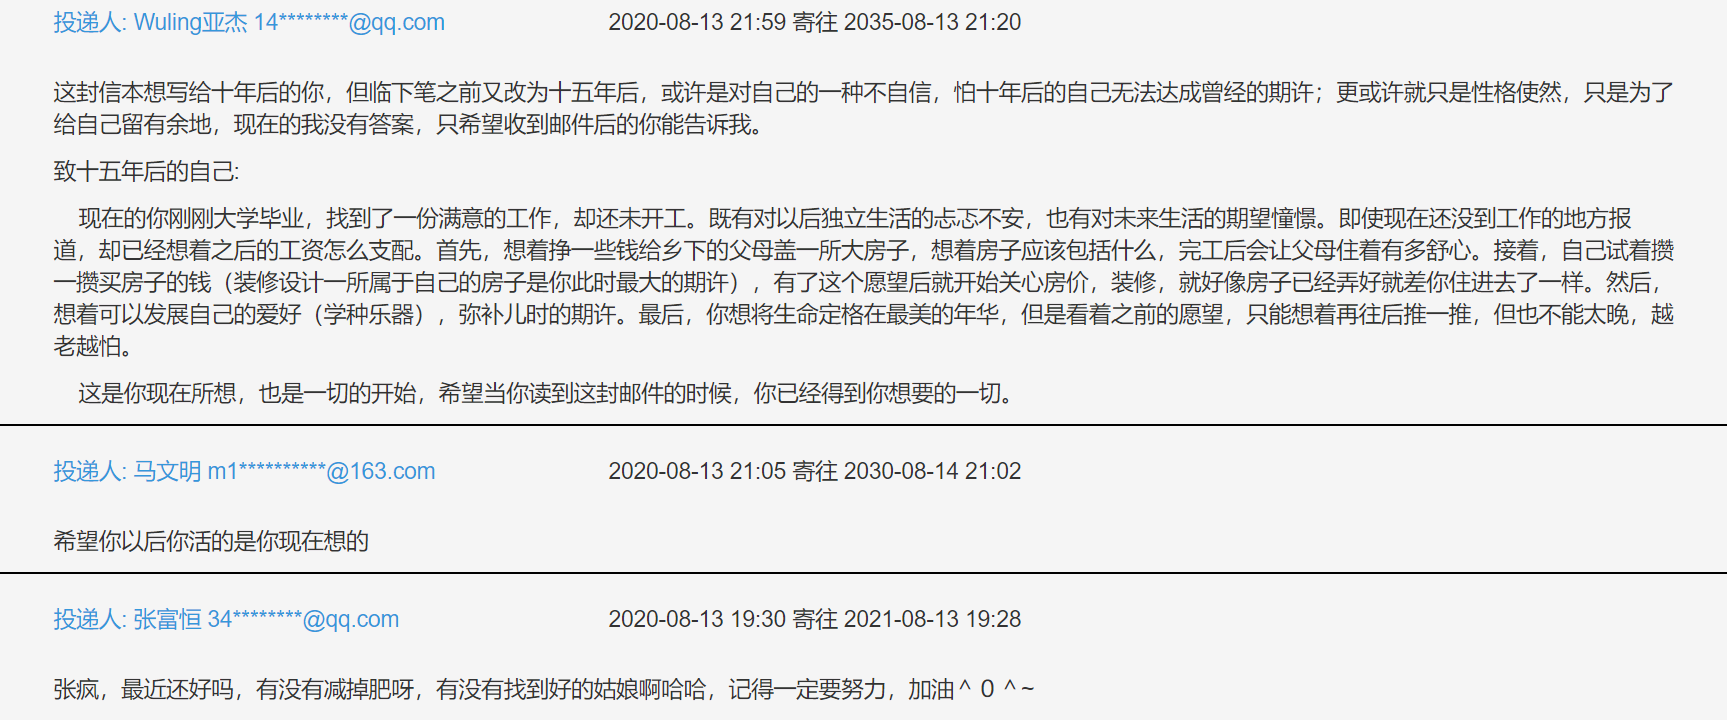 投递人: Wuling亚杰 14********@qq.com 2020-08-13 21:59 寄往 2035-08-13 21:20
这封信本想写给十年后的你，但临下笔之前又改为十五年后，或许是对自己的一种不自信，怕十年后的自己无法达成曾经的期许；更或许就只是性格使然，只是为了
给自己留有余地，现在的我没有答案，只希望收到邮件后的你能告诉我。
致十五年后的自己:
现在的你刚刚大学毕业，找到了一份满意的工作，却还未开工。既有对以后独立生活的忐忑不安，也有对未来生活的期望憧憬。即使现在还没到工作的地方报
道，却已经想着之后的工资怎么支配。首先，想着挣一些钱给乡下的父母盖一所大房子，想着房子应该包括什么，完工后会让父母住着有多舒心。接着，自己试着攒
一攒买房子的钱（装修设计一所属于自己的房子是你此时最大的期许），有了这个愿望后就开始关心房价，装修，就好像房子已经弄好就差你住进去了一样。然后，
想着可以发展自己的爱好（学种乐器），弥补儿时的期许。最后，你想将生命定格在最美的年华，但是看着之前的愿望，只能想着再往后推一推，但也不能太晚，越
老越怕。
这是你现在所想，也是一切的开始，希望当你读到这封邮件的时候，你已经得到你想要的一切。
投递人: 马文明 m1**********@163.com 2020-08-13 21:05 寄往 2030-08-14 21:02
希望你以后你活的是你现在想的
投递人: 张富恒 34********@qq.com 2020-08-13 19:30 寄往 2021-08-13 19:28
张疯，最近还好吗，有没有减掉肥呀，有没有找到好的姑娘啊哈哈，记得一定要努力，加油＾０＾~